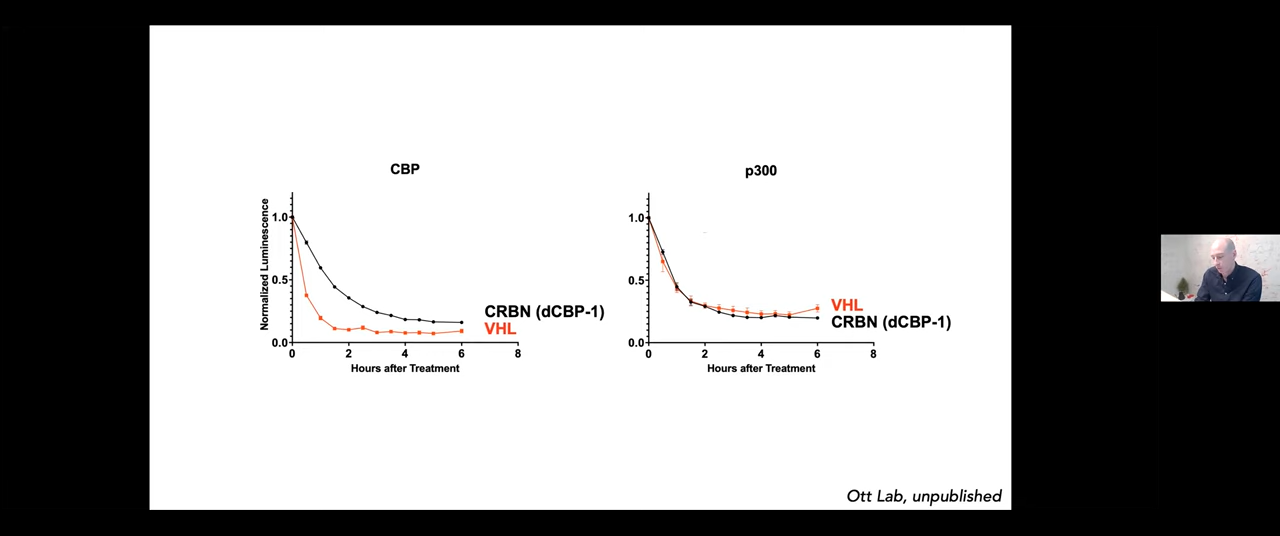 CBP
Normalized Luminescence
1.0
0.5
0.0
0 2 4 6 8
Hours after Treatment
CRBN (dCBP-1)
VHL
p300
1.0
0.5
0.0
0 2 4 6 8
Hours after Treatment
VHL
CRBN (dCBP-1)
Ott Lab, unpublished